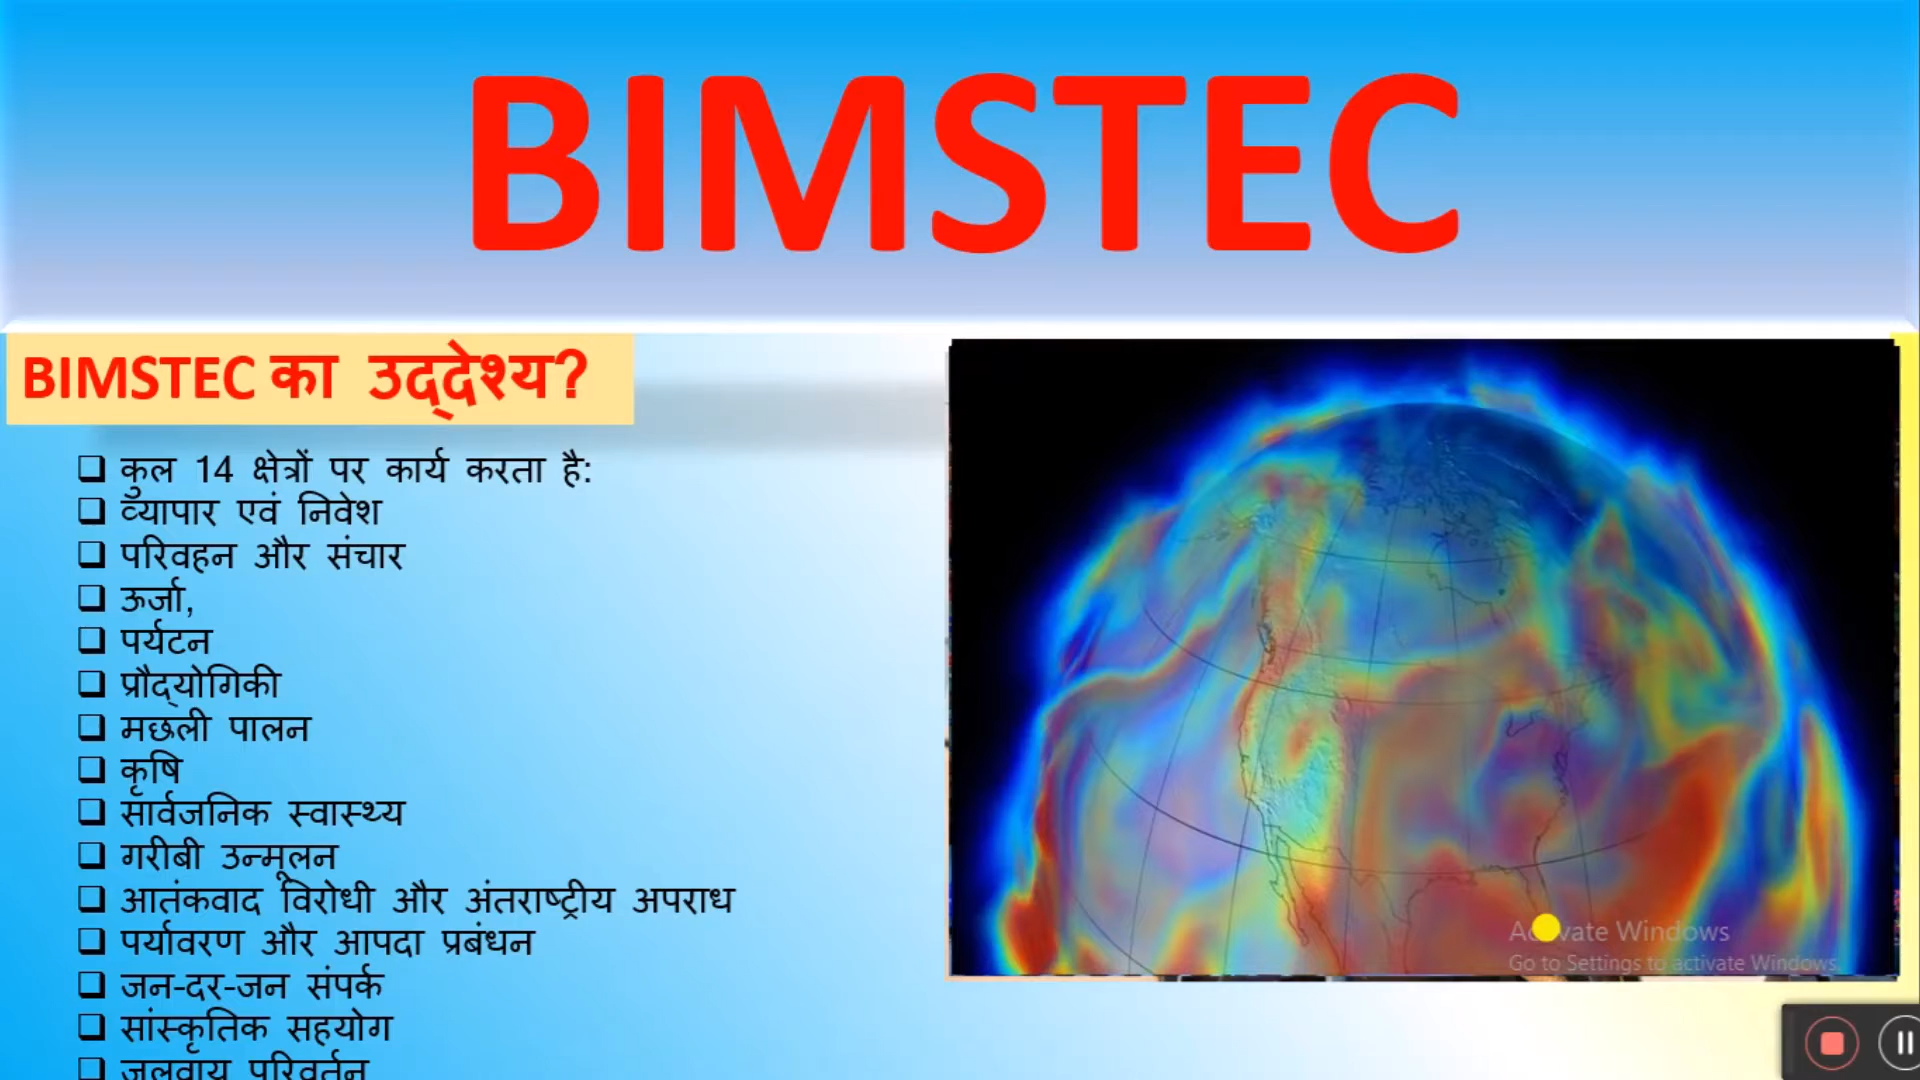 BIMSTEC
BIMSTEC का उद्देश्य?
कुल 14 क्षेत्रों पर कार्य करता है:
व्यापार एवं निवेश
परिवहन और संचार
ऊर्जा,
पर्यटन
प्रौद्योगिकी
मछली पालन
कृषि
सार्वजनिक स्वास्थ्य
गरीबी उन्मूलन
आतंकवाद विरोधी और अंतराष्ट्रीय अपराध
पर्यावरण और आपदा प्रबंधन
जन-दर-जन संपर्क
सांस्कृतिक सहयोग
जलवायु परिवर्तन
Activate Windows
Go to Settings to activate Windows.